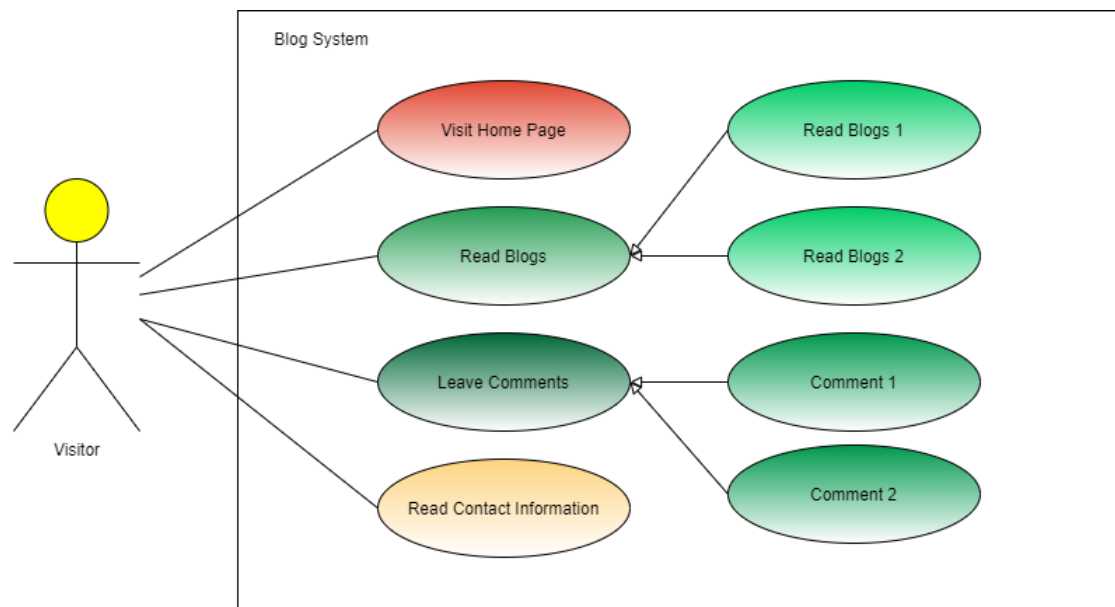 Blog System
Visit Home Page
Read Blogs 1
Read Blogs
Read Blogs 2
Leave Comments
Comment 1
Visitor
Read Contact Information
Comment 2